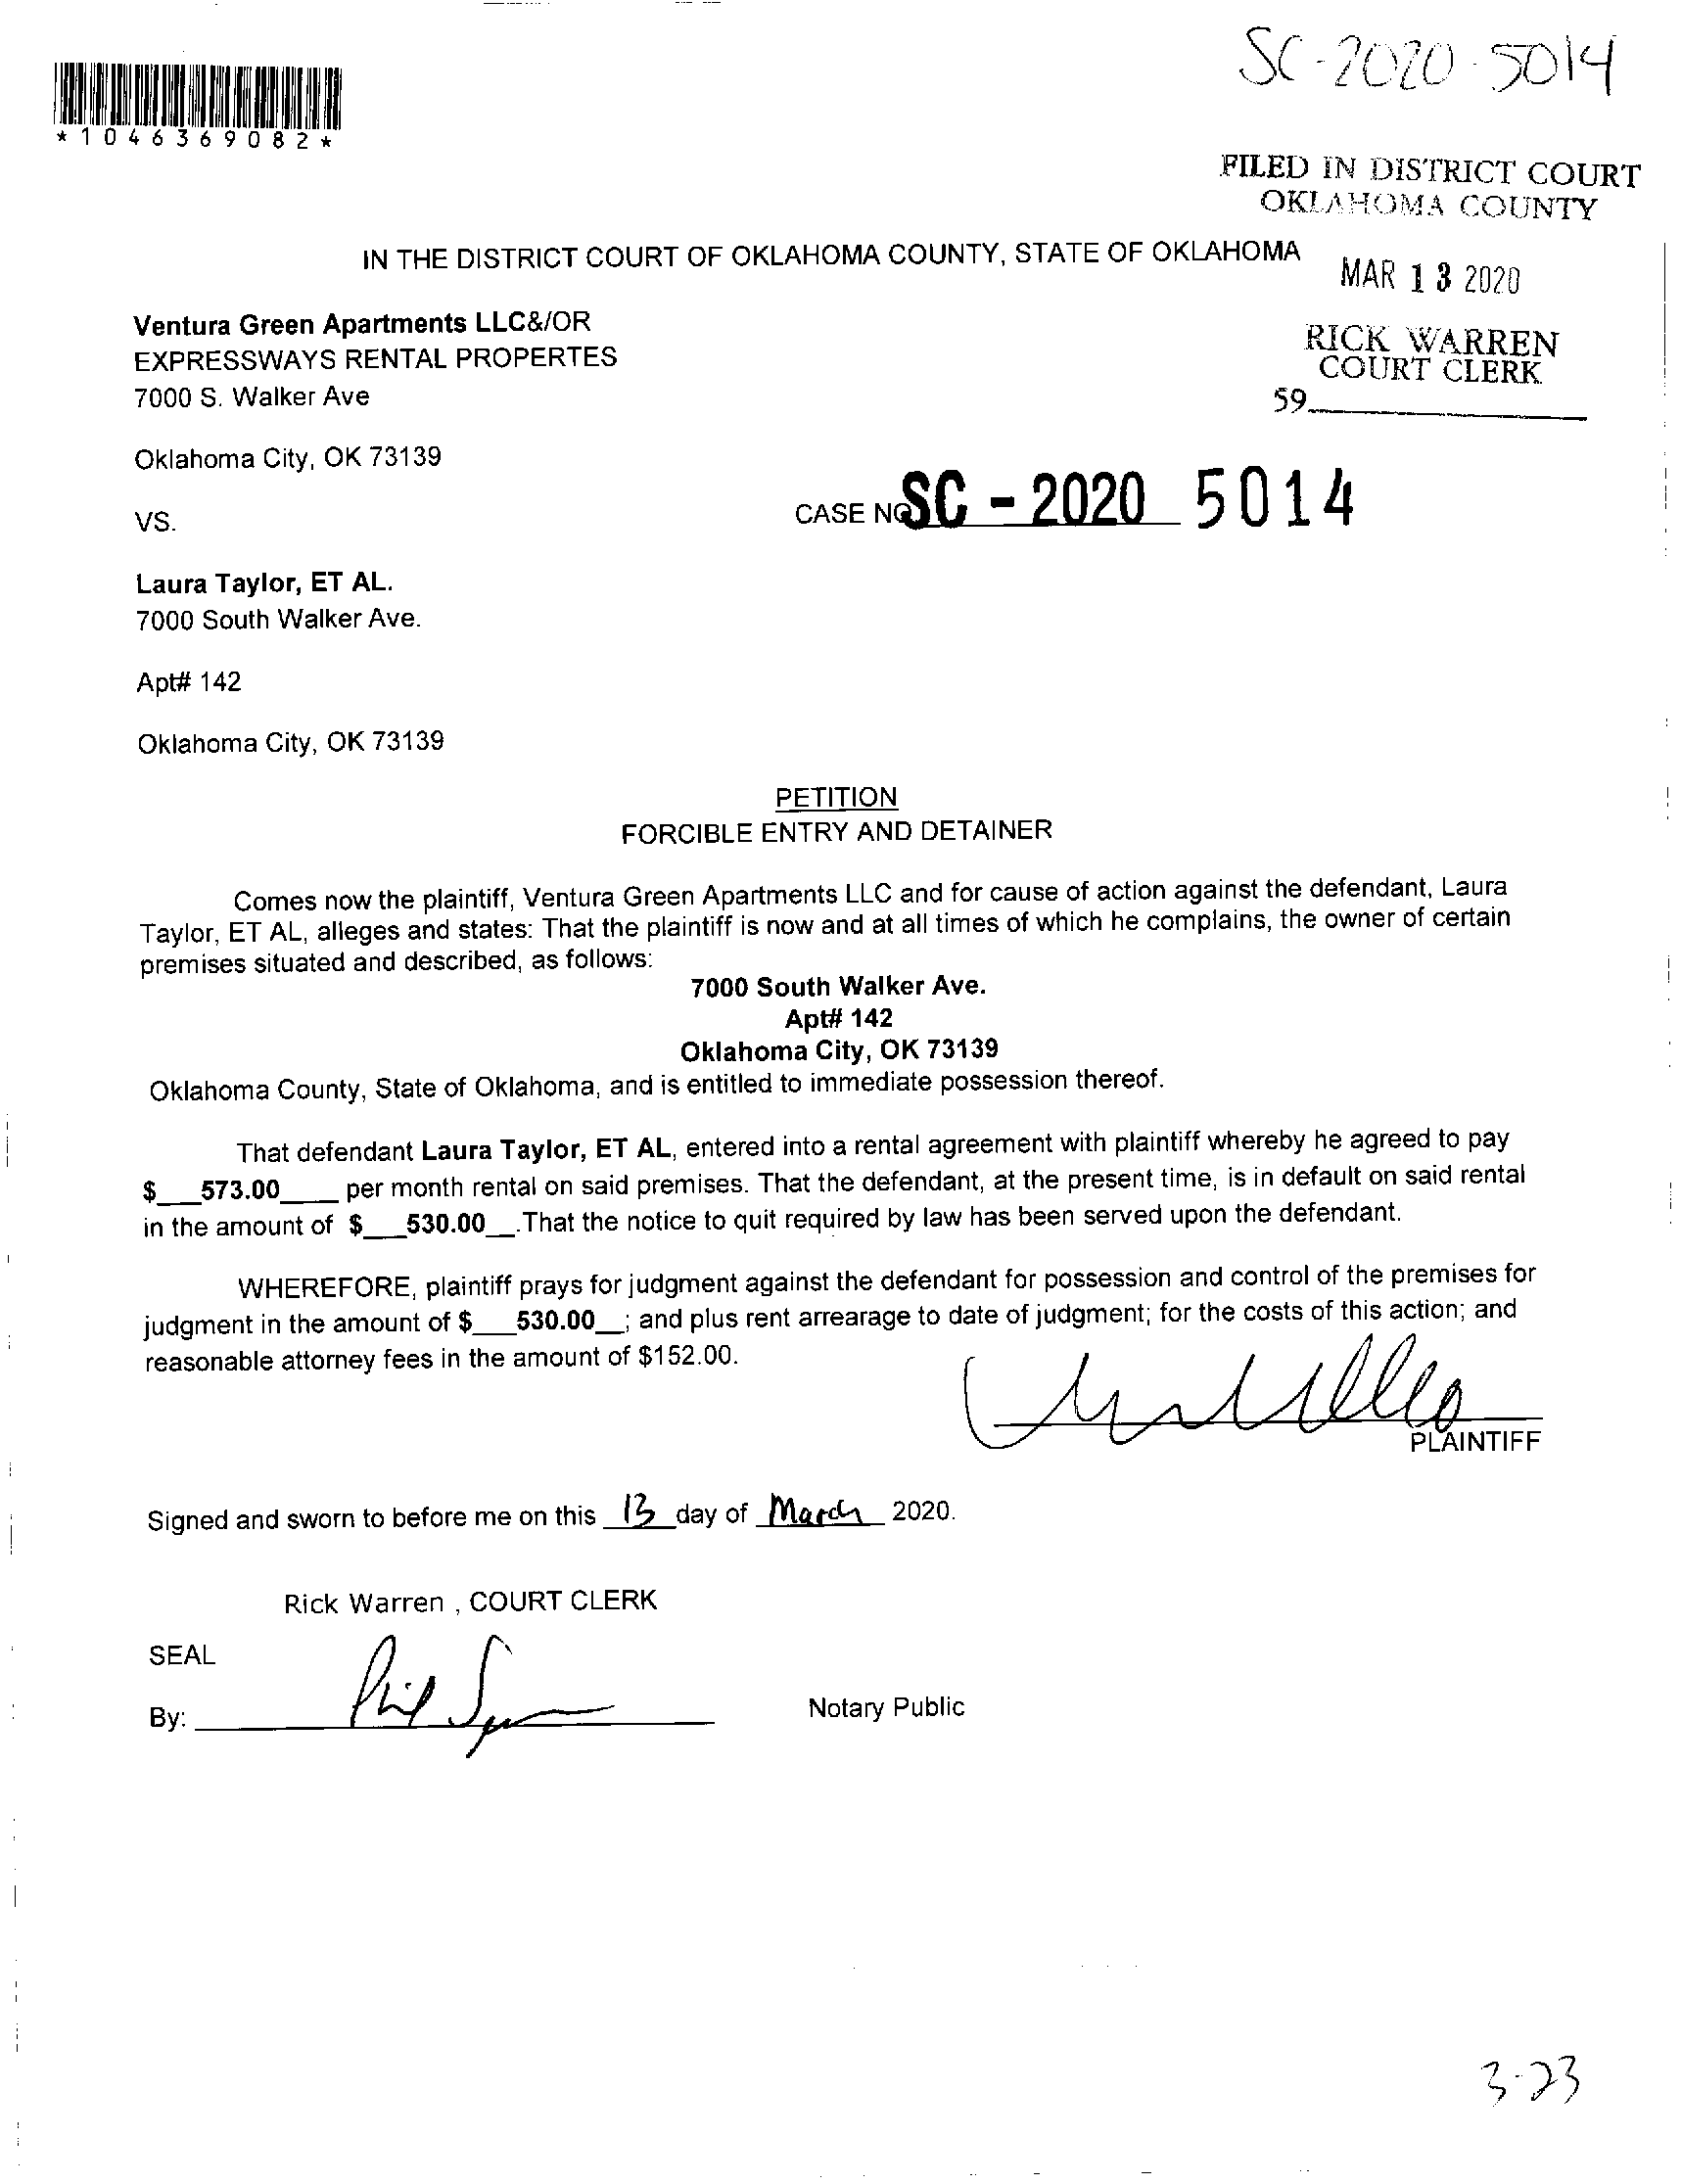 SC-2020-5014
*1046369082*
FILED IN DISTRICT COURT
OKLAHOMA COUNTY
IN THE DISTRICT COURT OF OKLAHOMA COUNTY, STATE OF OKLAHOMA
MAR 13 2020
Ventura Green Apartments LLC&/OR
EXPRESSWAYS RENTAL PROPERTES
7000 S. Walker Ave
RICK WARREN
COURT CLERK
59
Oklahoma City, OK 73139
VS.
CASE NO SC - 2020 5014
Laura Taylor, ET AL.
7000 South Walker Ave.
Apt# 142
Oklahoma City, OK 73139
PETITION
FORCIBLE ENTRY AND DETAINER
Comes now the plaintiff, Ventura Green Apartments LLC and for cause of action against the defendant, Laura
Taylor, ET AL, alleges and states: That the plaintiff is now and at all times of which he complains, the owner of certain
premises situated and described, as follows:
7000 South Walker Ave.
Apt# 142
Oklahoma City, OK 73139
Oklahoma County, State of Oklahoma, and is entitled to immediate possession thereof.
That defendant Laura Taylor, ET AL, entered into a rental agreement with plaintiff whereby he agreed to pay
$___573.00____ per month rental on said premises. That the defendant, at the present time, is in default on said rental
in the amount of $___530.00__.That the notice to quit required by law has been served upon the defendant.
WHEREFORE, plaintiff prays for judgment against the defendant for possession and control of the premises for
judgment in the amount of $___530.00__; and plus rent arrearage to date of judgment; for the costs of this action; and
reasonable attorney fees in the amount of $152.00.
PLAINTIFF
Signed and sworn to before me on this 13 day of March 2020.
Rick Warren , COURT CLERK
SEAL
By:
Notary Public
3-23